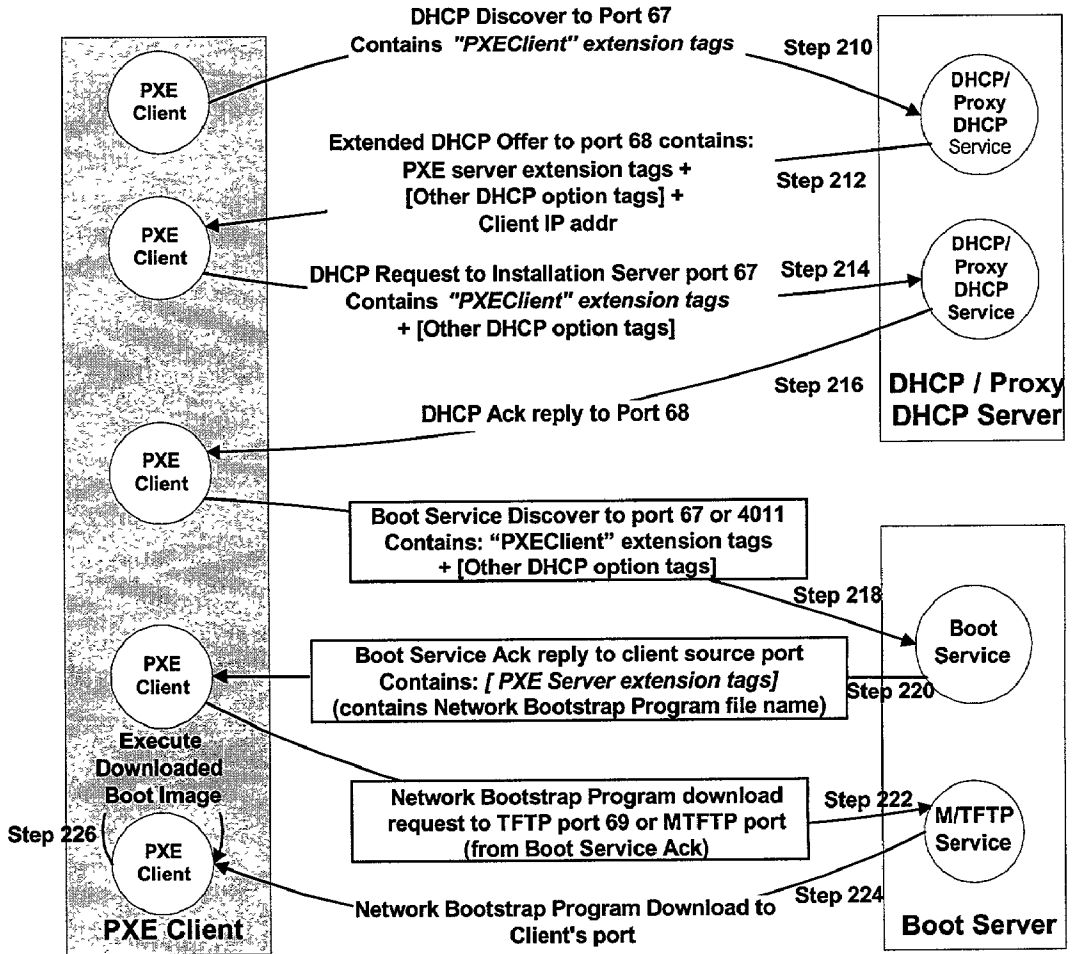 DHCP Discover to Port 67
Contains "PXEClient" extension tags
Step 210
PXE
Client
DHCP/
Proxy
DHCP
Service
Extended DHCP Offer to port 68 contains:
PXE server extension tags +
[Other DHCP option tags] +
Client IP addr
Step 212
PXE
Client
DHCP/
Proxy
DHCP
Service
DHCP Request to Installation Server port 67
Contains "PXEClient" extension tags
+ [Other DHCP option tags]
Step 214
Step 216
DHCP / Proxy
DHCP Server
DHCP Ack reply to Port 68
PXE
Client
Boot Service Discover to port 67 or 4011
Contains: “PXEClient” extension tags
+ [Other DHCP option tags]
Step 218
Boot
Service
PXE
Client
Boot Service Ack reply to client source port
Contains: [ PXE Server extension tags]
(contains Network Bootstrap Program file name)
Step 220
Execute
Downloaded
Boot Image
Network Bootstrap Program download
request to TFTP port 69 or MTFTP port
(from Boot Service Ack)
Step 222
M/TFTP
Service
Step 226
PXE
Client
Step 224
Network Bootstrap Program Download to
Client's port
PXE Client
Boot Server